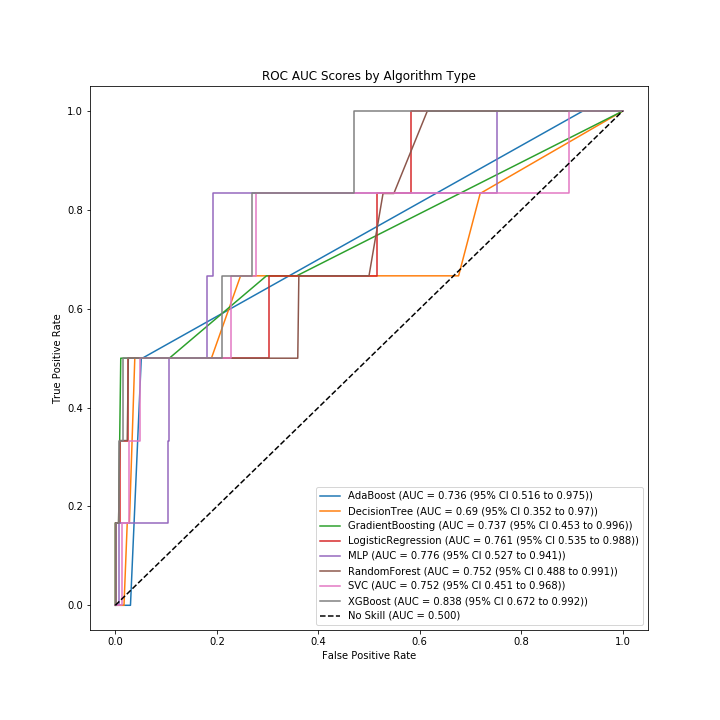 ROC AUC Scores by Algorithm Type
True Positive Rate
1.0
0.8
0.6
0.4
0.2
0.0
AdaBoost (AUC = 0.736 (95% CI 0.516 to 0.975))
DecisionTree (AUC = 0.69 (95% CI 0.352 to 0.97))
GradientBoosting (AUC = 0.737 (95% CI 0.453 to 0.996))
LogisticRegression (AUC = 0.761 (95% CI 0.535 to 0.988))
MLP (AUC = 0.776 (95% CI 0.527 to 0.941))
RandomForest (AUC = 0.752 (95% CI 0.488 to 0.991))
SVC (AUC = 0.752 (95% CI 0.451 to 0.968))
XGBoost (AUC = 0.838 (95% CI 0.672 to 0.992))
No Skill (AUC = 0.500)
0.0 0.2 0.4 0.6 0.8 1.0
False Positive Rate